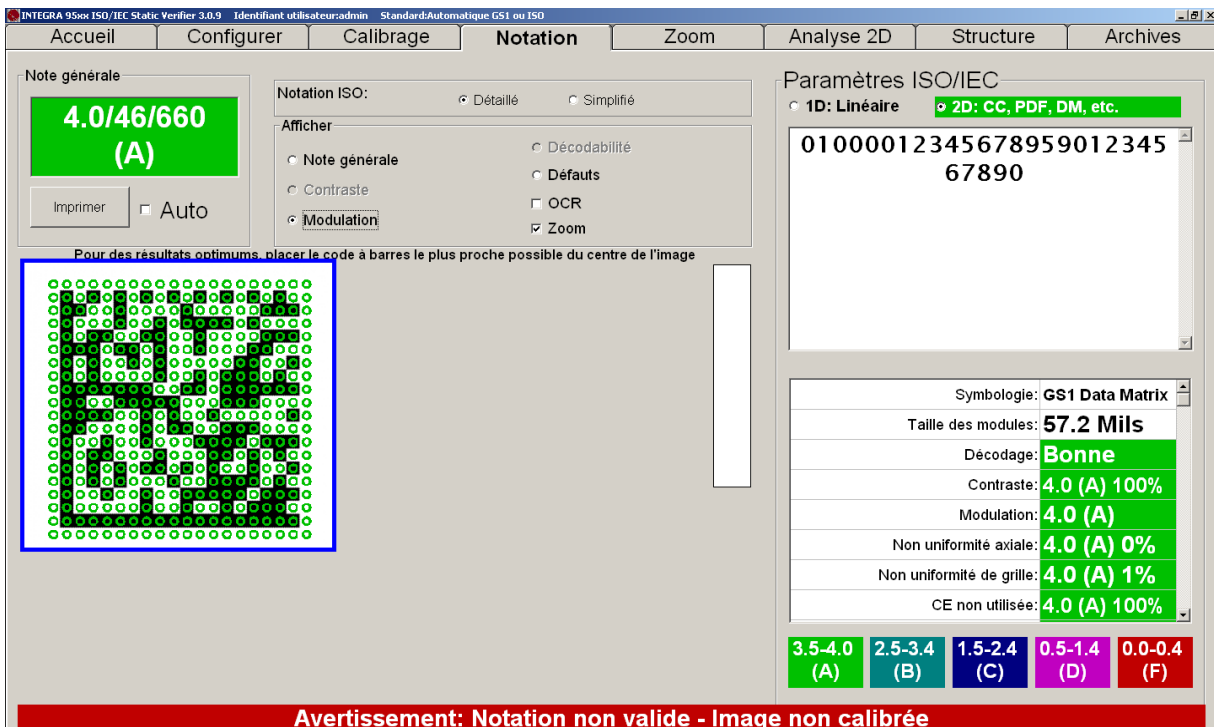 INTEGRA 95xx ISO/IEC Static Verifier 3.0.9 Identifiant utilisateur:admin Standard:Automatique GS1 ou ISO
Accueil Configurer Calibrage Notation Zoom Analyse 2D Structure Archives
Note générale
4.0/46/660
(A)
Imprimer Auto
Notation ISO: Détaillé Simplifié
Afficher
Note générale
Contraste
Modulation
Décodabilité
Défauts
OCR
Zoom
Pour des résultats optimums, placer le code à barres le plus proche possible du centre de l'image
Paramètres ISO/IEC
1D: Linéaire 2D: CC, PDF, DM, etc.
01000012345678959012345
67890
Symbologie: GS1 Data Matrix
Taille des modules: 57.2 Mils
Décodage: Bonne
Contraste: 4.0 (A) 100%
Modulation: 4.0 (A)
Non uniformité axiale: 4.0 (A) 0%
Non uniformité de grille: 4.0 (A) 1%
CE non utilisée: 4.0 (A) 100%
3.5-4.0 2.5-3.4 1.5-2.4 0.5-1.4 0.0-0.4
(A) (B) (C) (D) (F)
Avertissement: Notation non valide - Image non calibrée